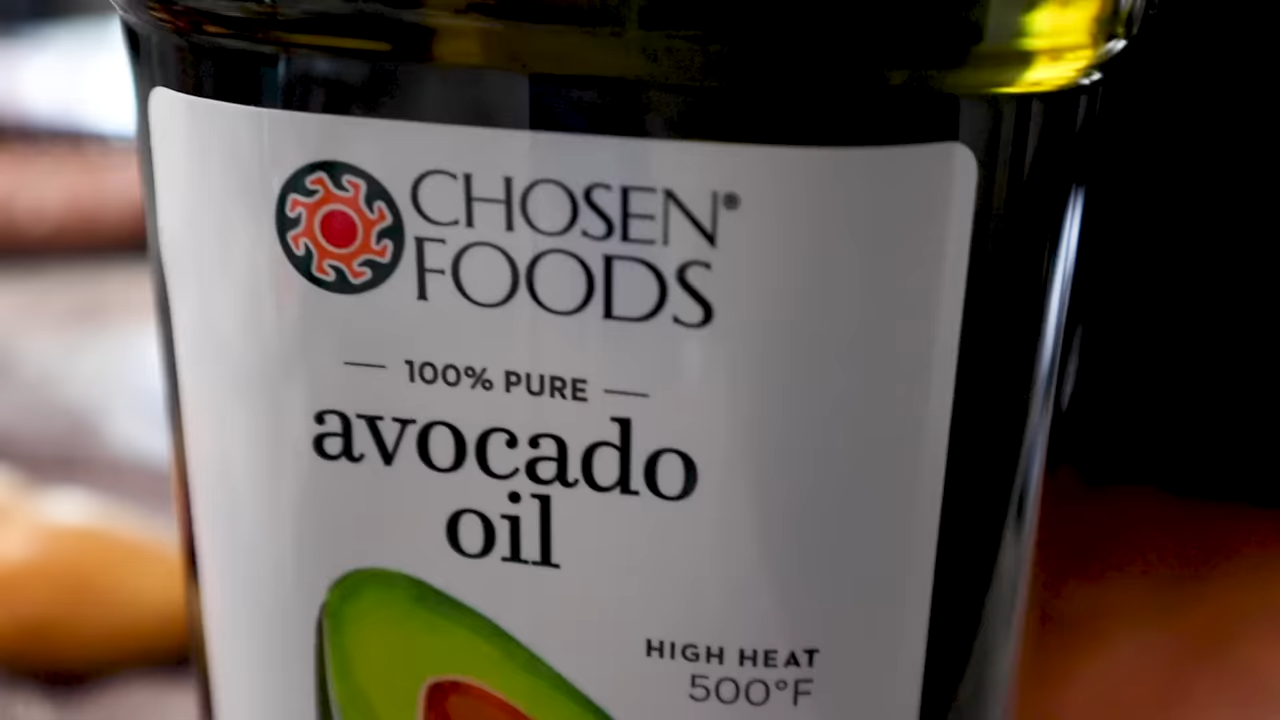 CHOSEN®
FOODS
— 100% PURE —
avocado
oil
HIGH HEAT
500°F